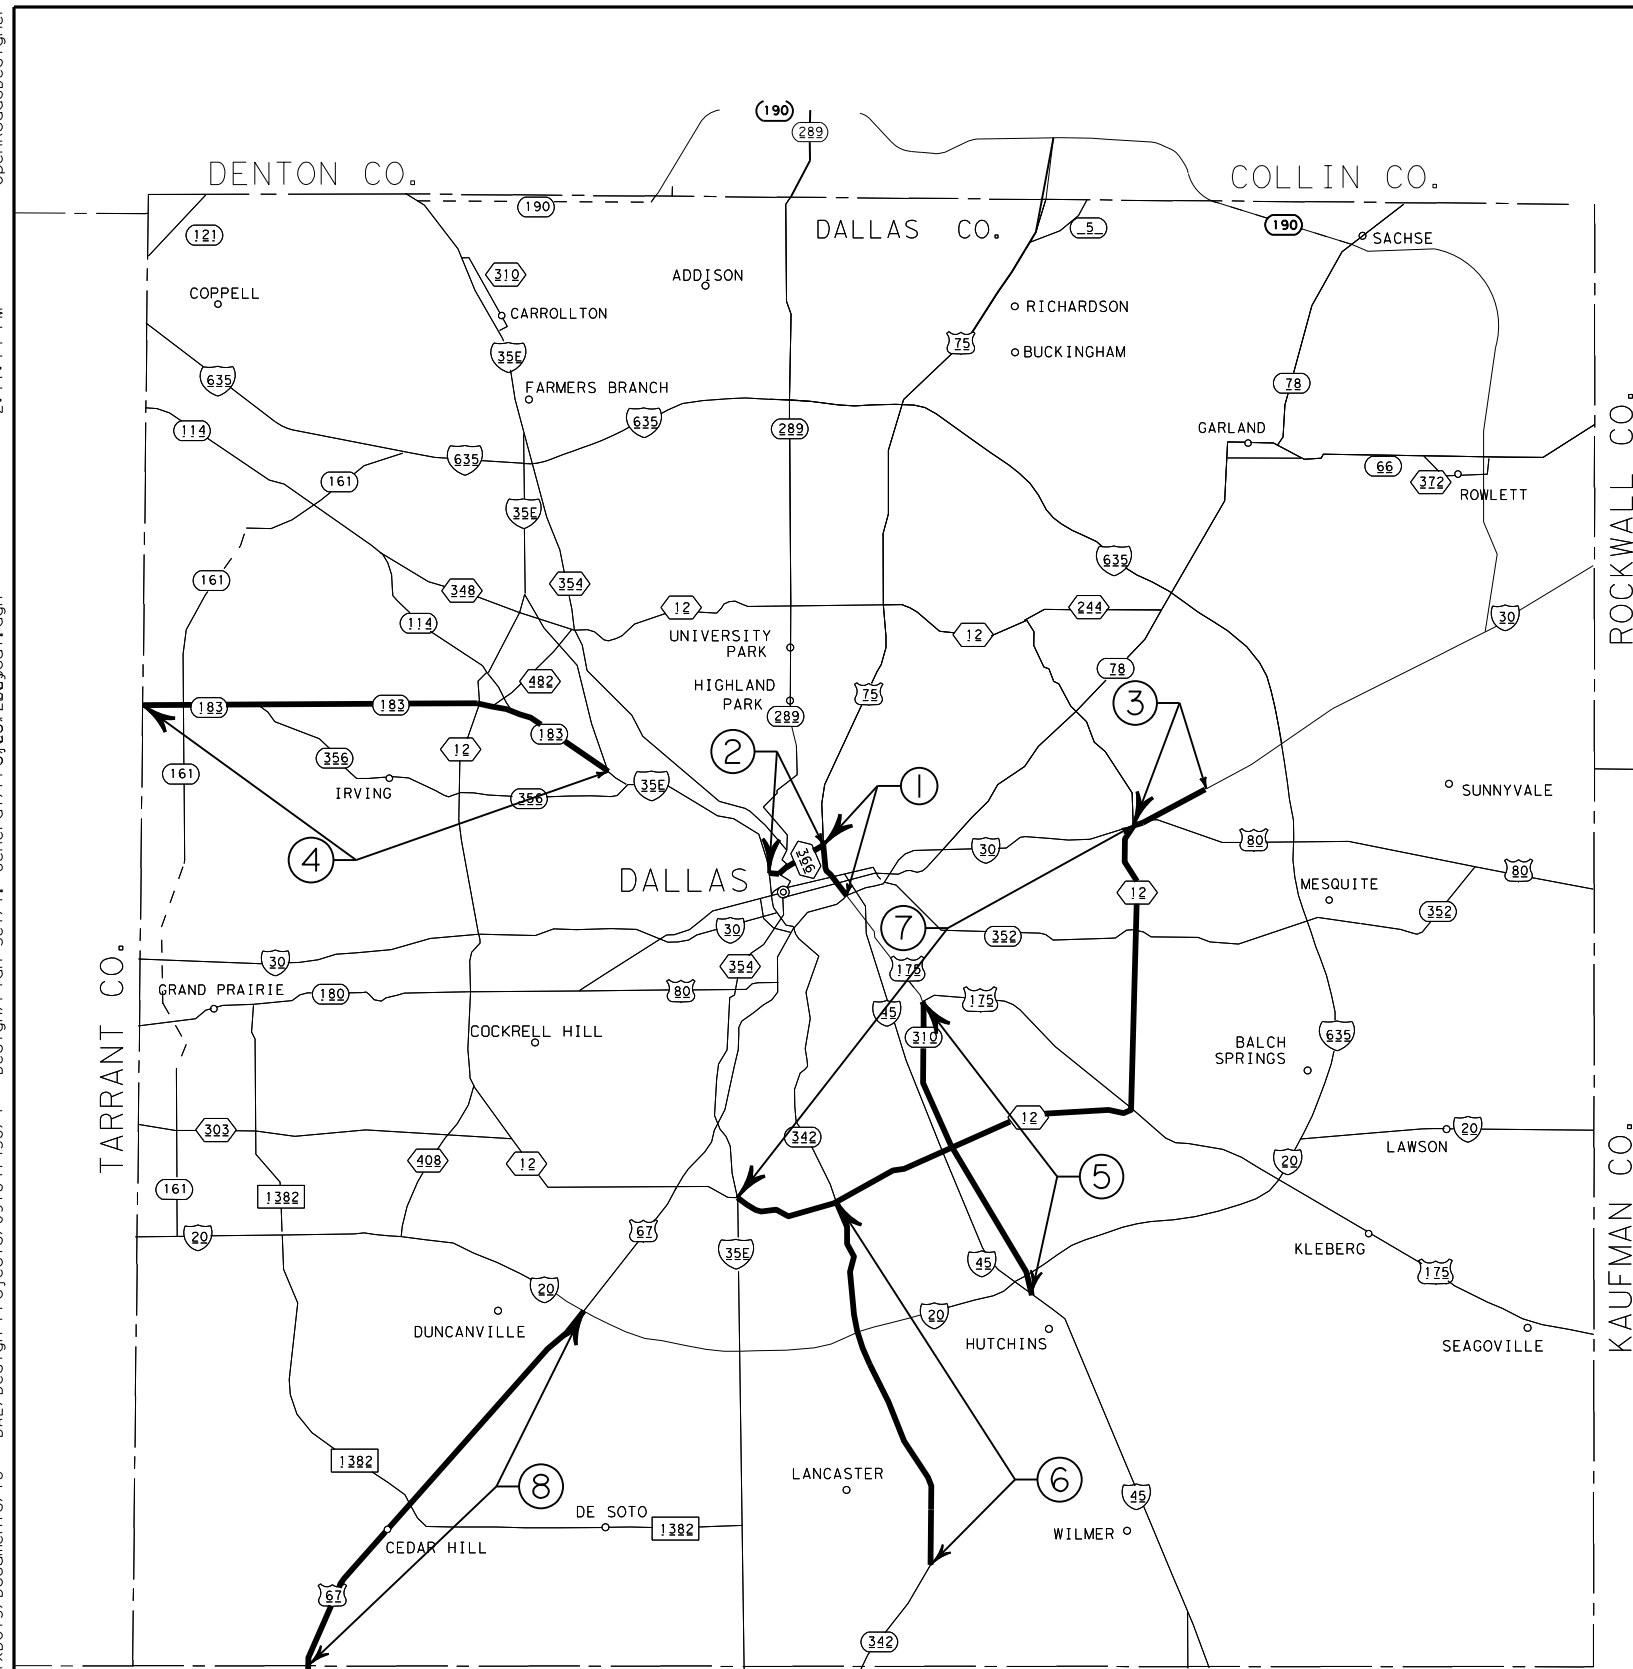 190
289
DENTON CO.
COLLIN CO.
190
DALLAS CO.
5
190
SACHSE
121
310
ADDISON
COPPELL
CARROLLTON
RICHARDSON
75
BUCKINGHAM
35E
635
FARMERS BRANCH
78
635
114
289
GARLAND
635
66
161
372
ROWLETT
ROCKWALL CO.
35E
635
161
348
354
12
244
30
114
12
UNIVERSITY
PARK
78
482
HIGHLAND
PARK
75
3
183
183
289
183
12
2
356
161
IRVING
35E
1
SUNNYVALE
356
80
366
30
4
DALLAS
80
MESQUITE
12
352
7
30
352
TARRANT CO.
30
354
175
GRAND PRAIRIE
180
80
175
45
COCKRELL HILL
310
635
BALCH
SPRINGS
12
303
342
20
LAWSON
KAUFMAN CO.
408
12
20
161
1382
5
67
20
35E
KLEBERG
45
175
20
20
DUNCANVILLE
HUTCHINS
SEAGOVILLE
1382
LANCASTER
8
6
45
DE SOTO
1382
WILMER
CEDAR HILL
67
342